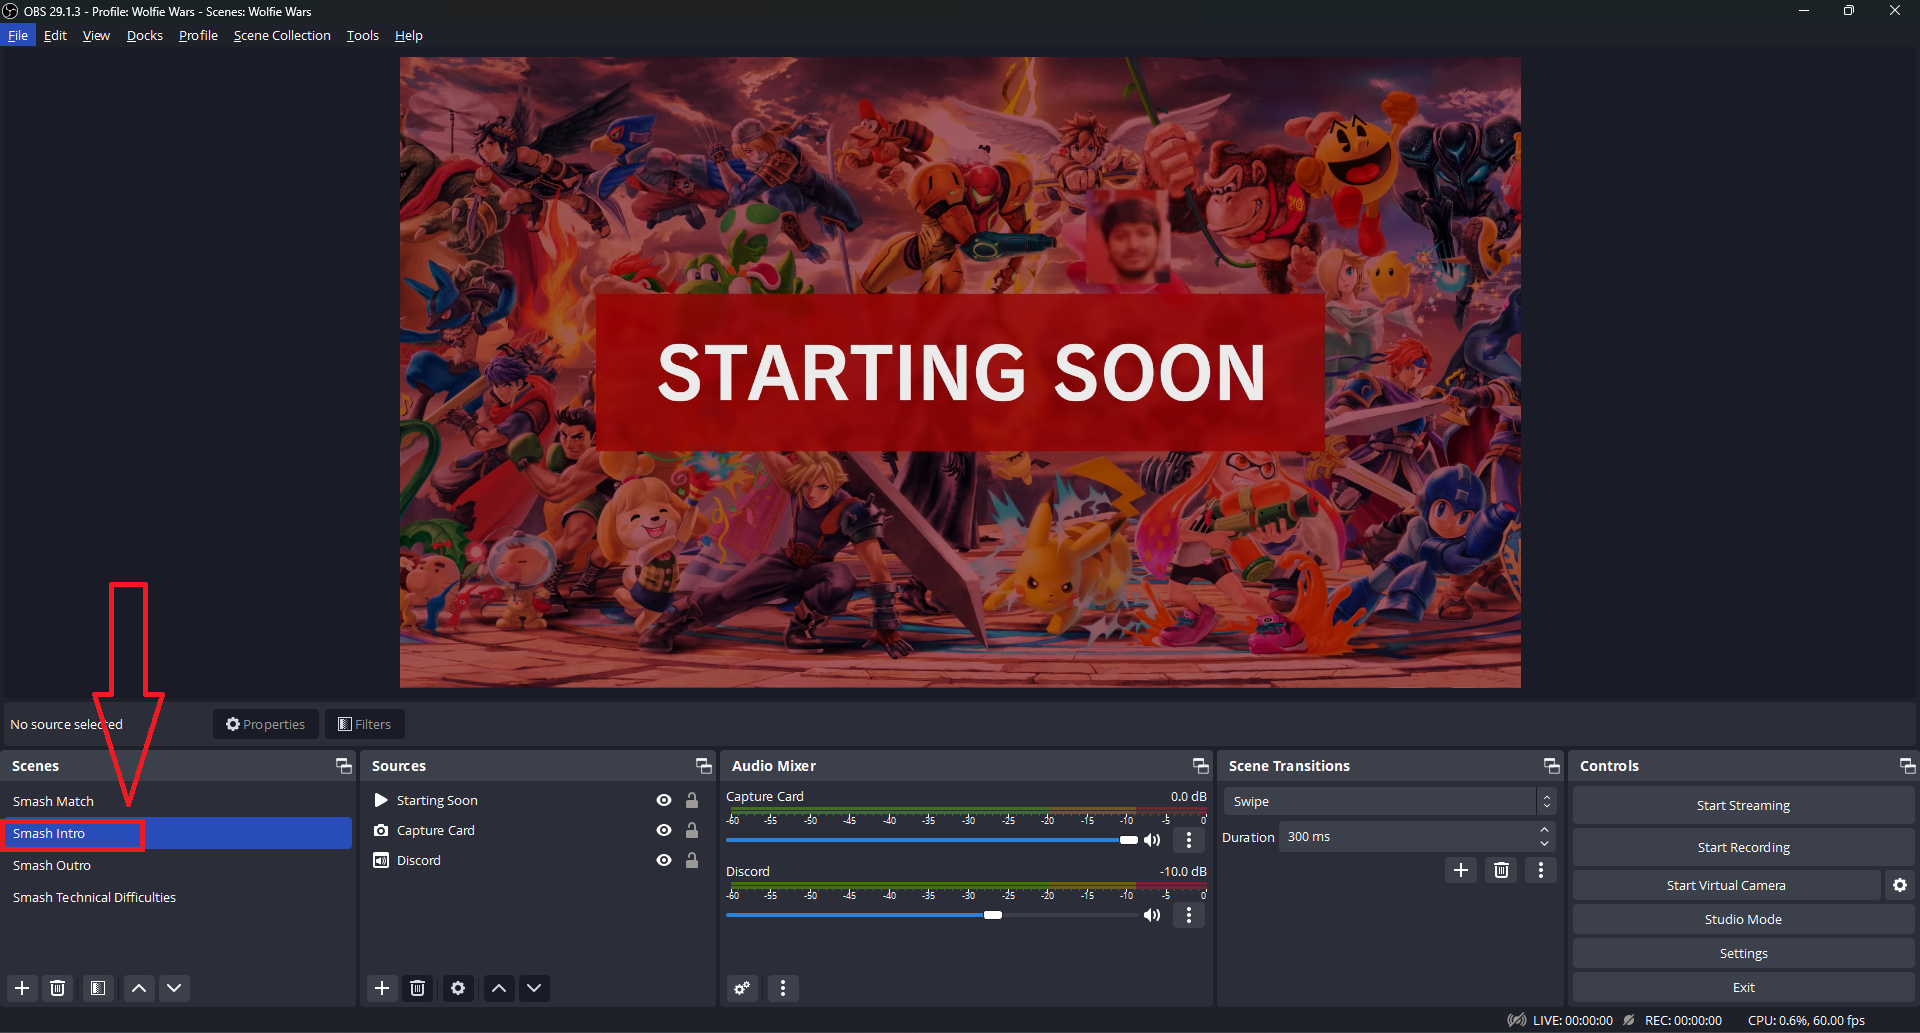 OBS 29.1.3 - Profile: Wolfie Wars - Scenes: Wolfie Wars
File Edit View Docks Profile Scene Collection Tools Help
STARTING SOON
No source selected Properties Filters
Scenes
Smash Match
Smash Intro
Smash Outro
Smash Technical Difficulties
Sources
Starting Soon
Capture Card
Discord
Audio Mixer
Capture Card 0.0 dB
-60 -55 -50 -45 -40 -35 -30 -25 -20 -15 -10 -5 0
Discord -10.0 dB
-60 -55 -50 -45 -40 -35 -30 -25 -20 -15 -10 -5 0
Scene Transitions
Swipe
Duration 300 ms
Controls
Start Streaming
Start Recording
Start Virtual Camera
Studio Mode
Settings
Exit
LIVE: 00:00:00 REC: 00:00:00 CPU: 0.6%, 60.00 fps